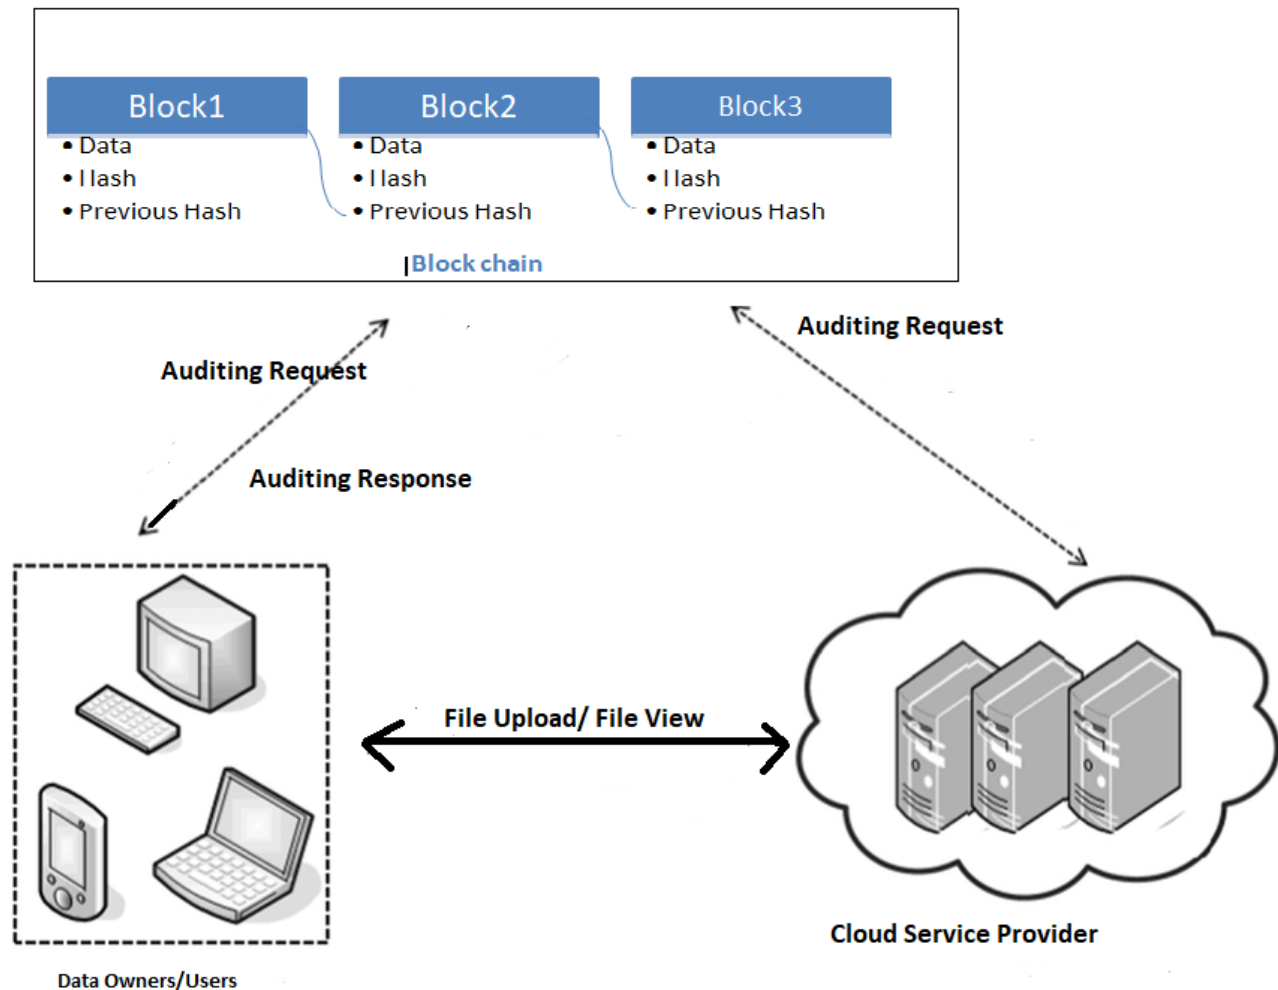 Block1
Block2
Block3
• Data
• Hash
• Previous Hash
• Data
• Hash
• Previous Hash
• Data
• Hash
• Previous Hash
Block chain
Auditing Request
Auditing Request
Auditing Response
File Upload/ File View
Cloud Service Provider
Data Owners/Users